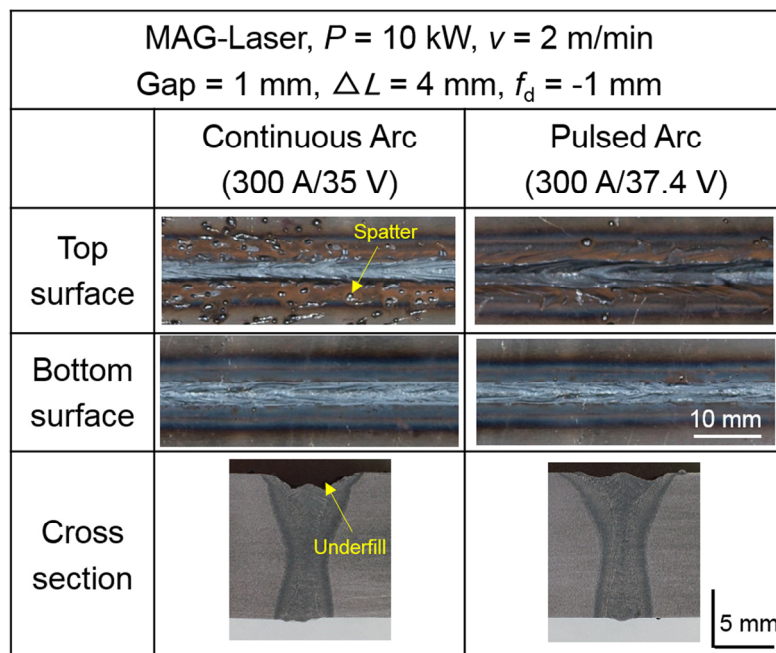 MAG-Laser, P = 10 kW, v = 2 m/min
Gap = 1 mm, △L = 4 mm, fd = -1 mm
Continuous Arc
(300 A/35 V)
Pulsed Arc
(300 A/37.4 V)
Top
surface
Spatter
Bottom
surface
10 mm
Cross
section
Underfill
5 mm